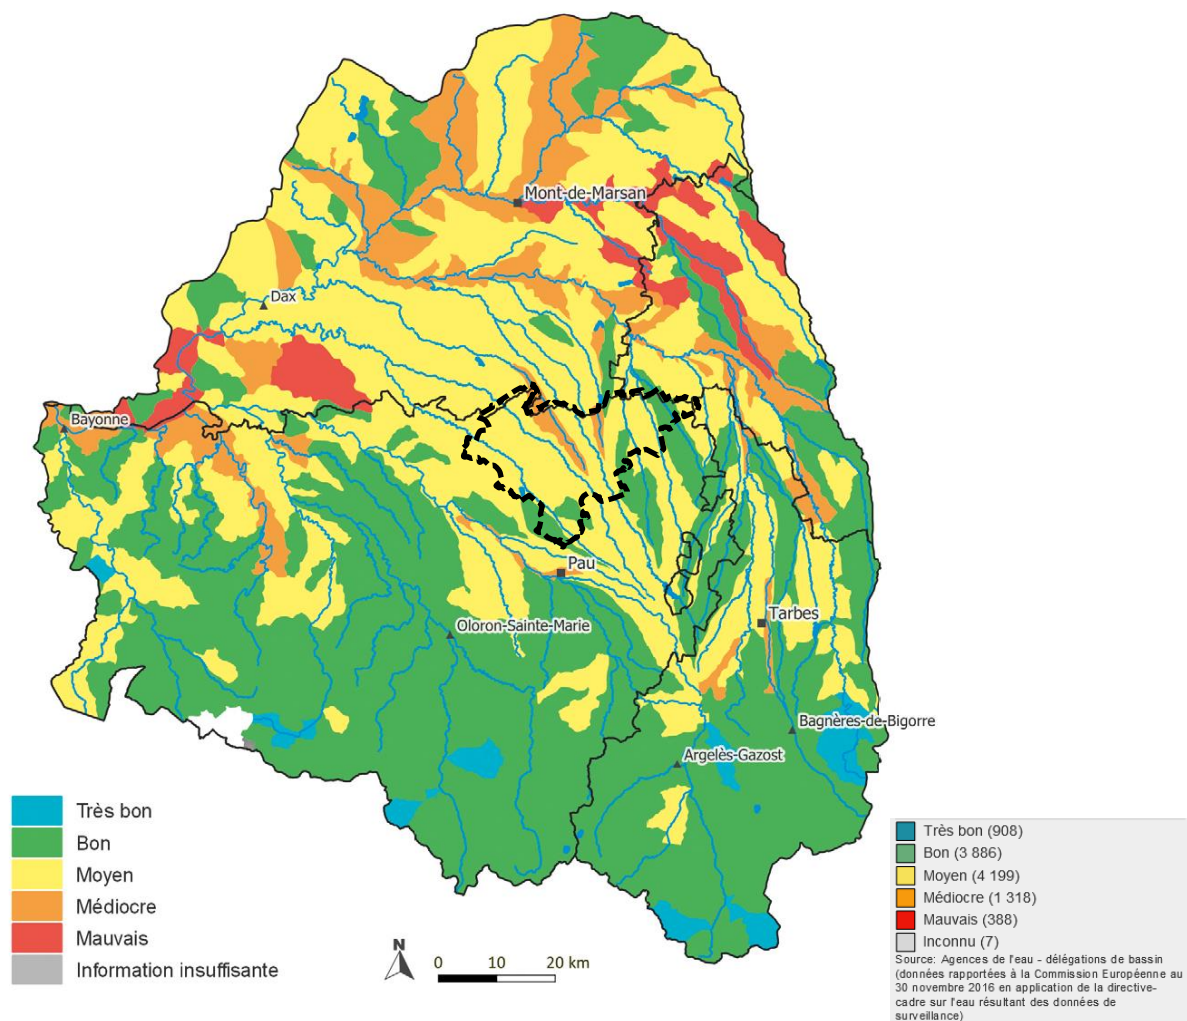 Mont-de-Marsan
Dax
Bayonne
Pau
Oloron-Sainte-Marie
Tarbes
Bagnères-de-Bigorre
Argelès-Gazost
Très bon
Bon
Moyen
Médiocre
Mauvais
Information insuffisante
N
0 10 20 km
Très bon (908)
Bon (3 886)
Moyen (4 199)
Médiocre (1 318)
Mauvais (388)
Inconnu (7)
Source: Agences de l'eau - délégations de bassin
(données rapportées à la Commission Européenne au
30 novembre 2016 en application de la directive-
cadre sur l'eau résultant des données de
surveillance)